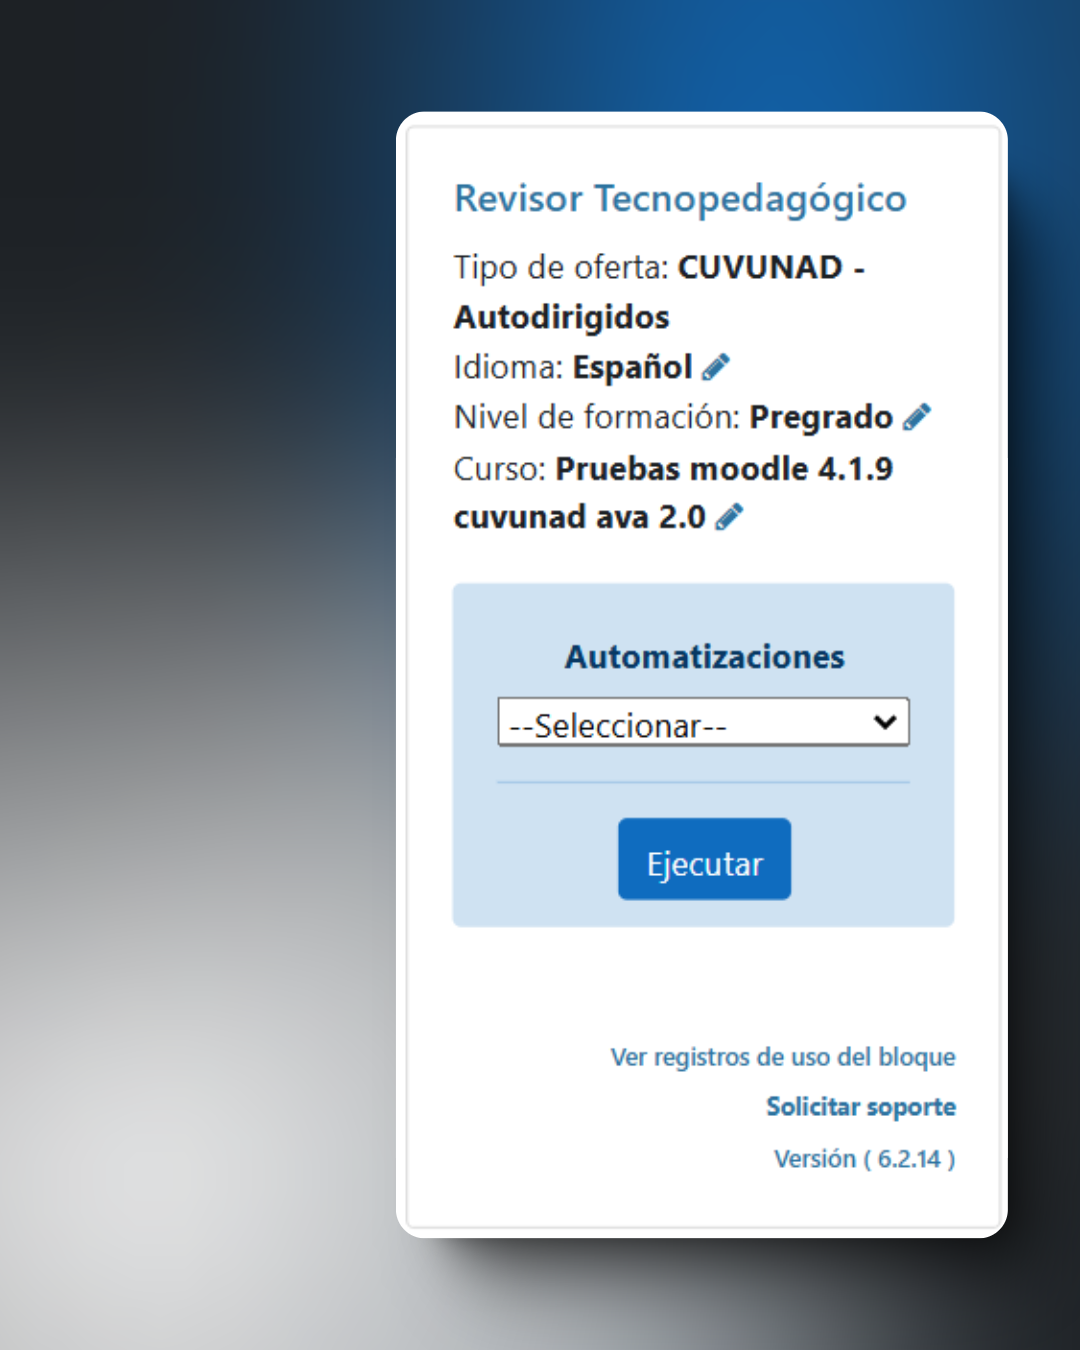 Revisor Tecnopedagógico
Tipo de oferta: CUVUNAD -
Autodirigidos
Idioma: Español
Nivel de formación: Pregrado
Curso: Pruebas moodle 4.1.9
cuvunad ava 2.0
Automatizaciones
--Seleccionar--
Ejecutar
Ver registros de uso del bloque
Solicitar soporte
Versión ( 6.2.14 )